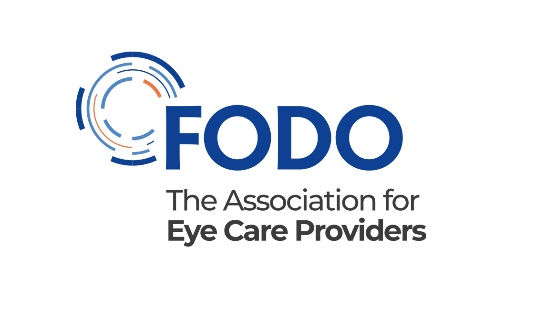 FODO
The Association for
Eye Care Providers